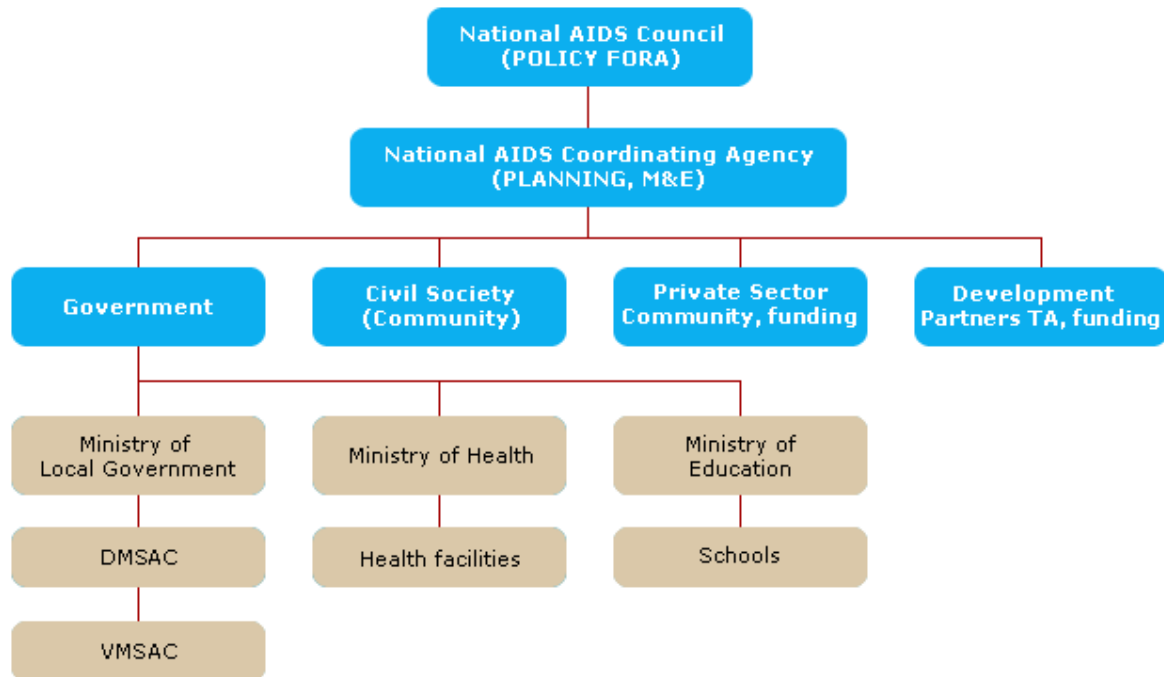 National AIDS Council
(POLICY FORA)
National AIDS Coordinating Agency
(PLANNING, M&E)
Government
Civil Society
(Community)
Private Sector
Community, funding
Development
Partners TA, funding
Ministry of
Local Government
Ministry of Health
Ministry of
Education
DMSAC
Health facilities
Schools
VMSAC